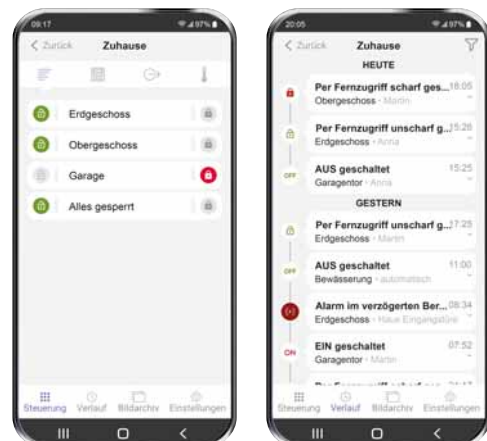 09:17 97%
Zurück Zuhause
Erdgeschoss
Obergeschoss
Garage
Alles gesperrt
Steuerung Verlauf Bildarchiv Einstellungen
20:05 97%
Zurück Zuhause
HEUTE
Per Fernzugriff scharf ges... 18:05
Obergeschoss • Martin
Per Fernzugriff unscharf g... 15:28
Erdgeschoss • Anna
OFF
AUS geschaltet 15:25
Garagentor • Anna
GESTERN
Per Fernzugriff unscharf g... 17:25
Erdgeschoss • Martin
OFF
AUS geschaltet 11:00
Bewässerung • automatisch
Alarm im verzögerten Ber... 08:34
Erdgeschoss • Haus Eingangstüre
ON
EIN geschaltet 07:52
Garagentor • Martin
Steuerung Verlauf Bildarchiv Einstellungen